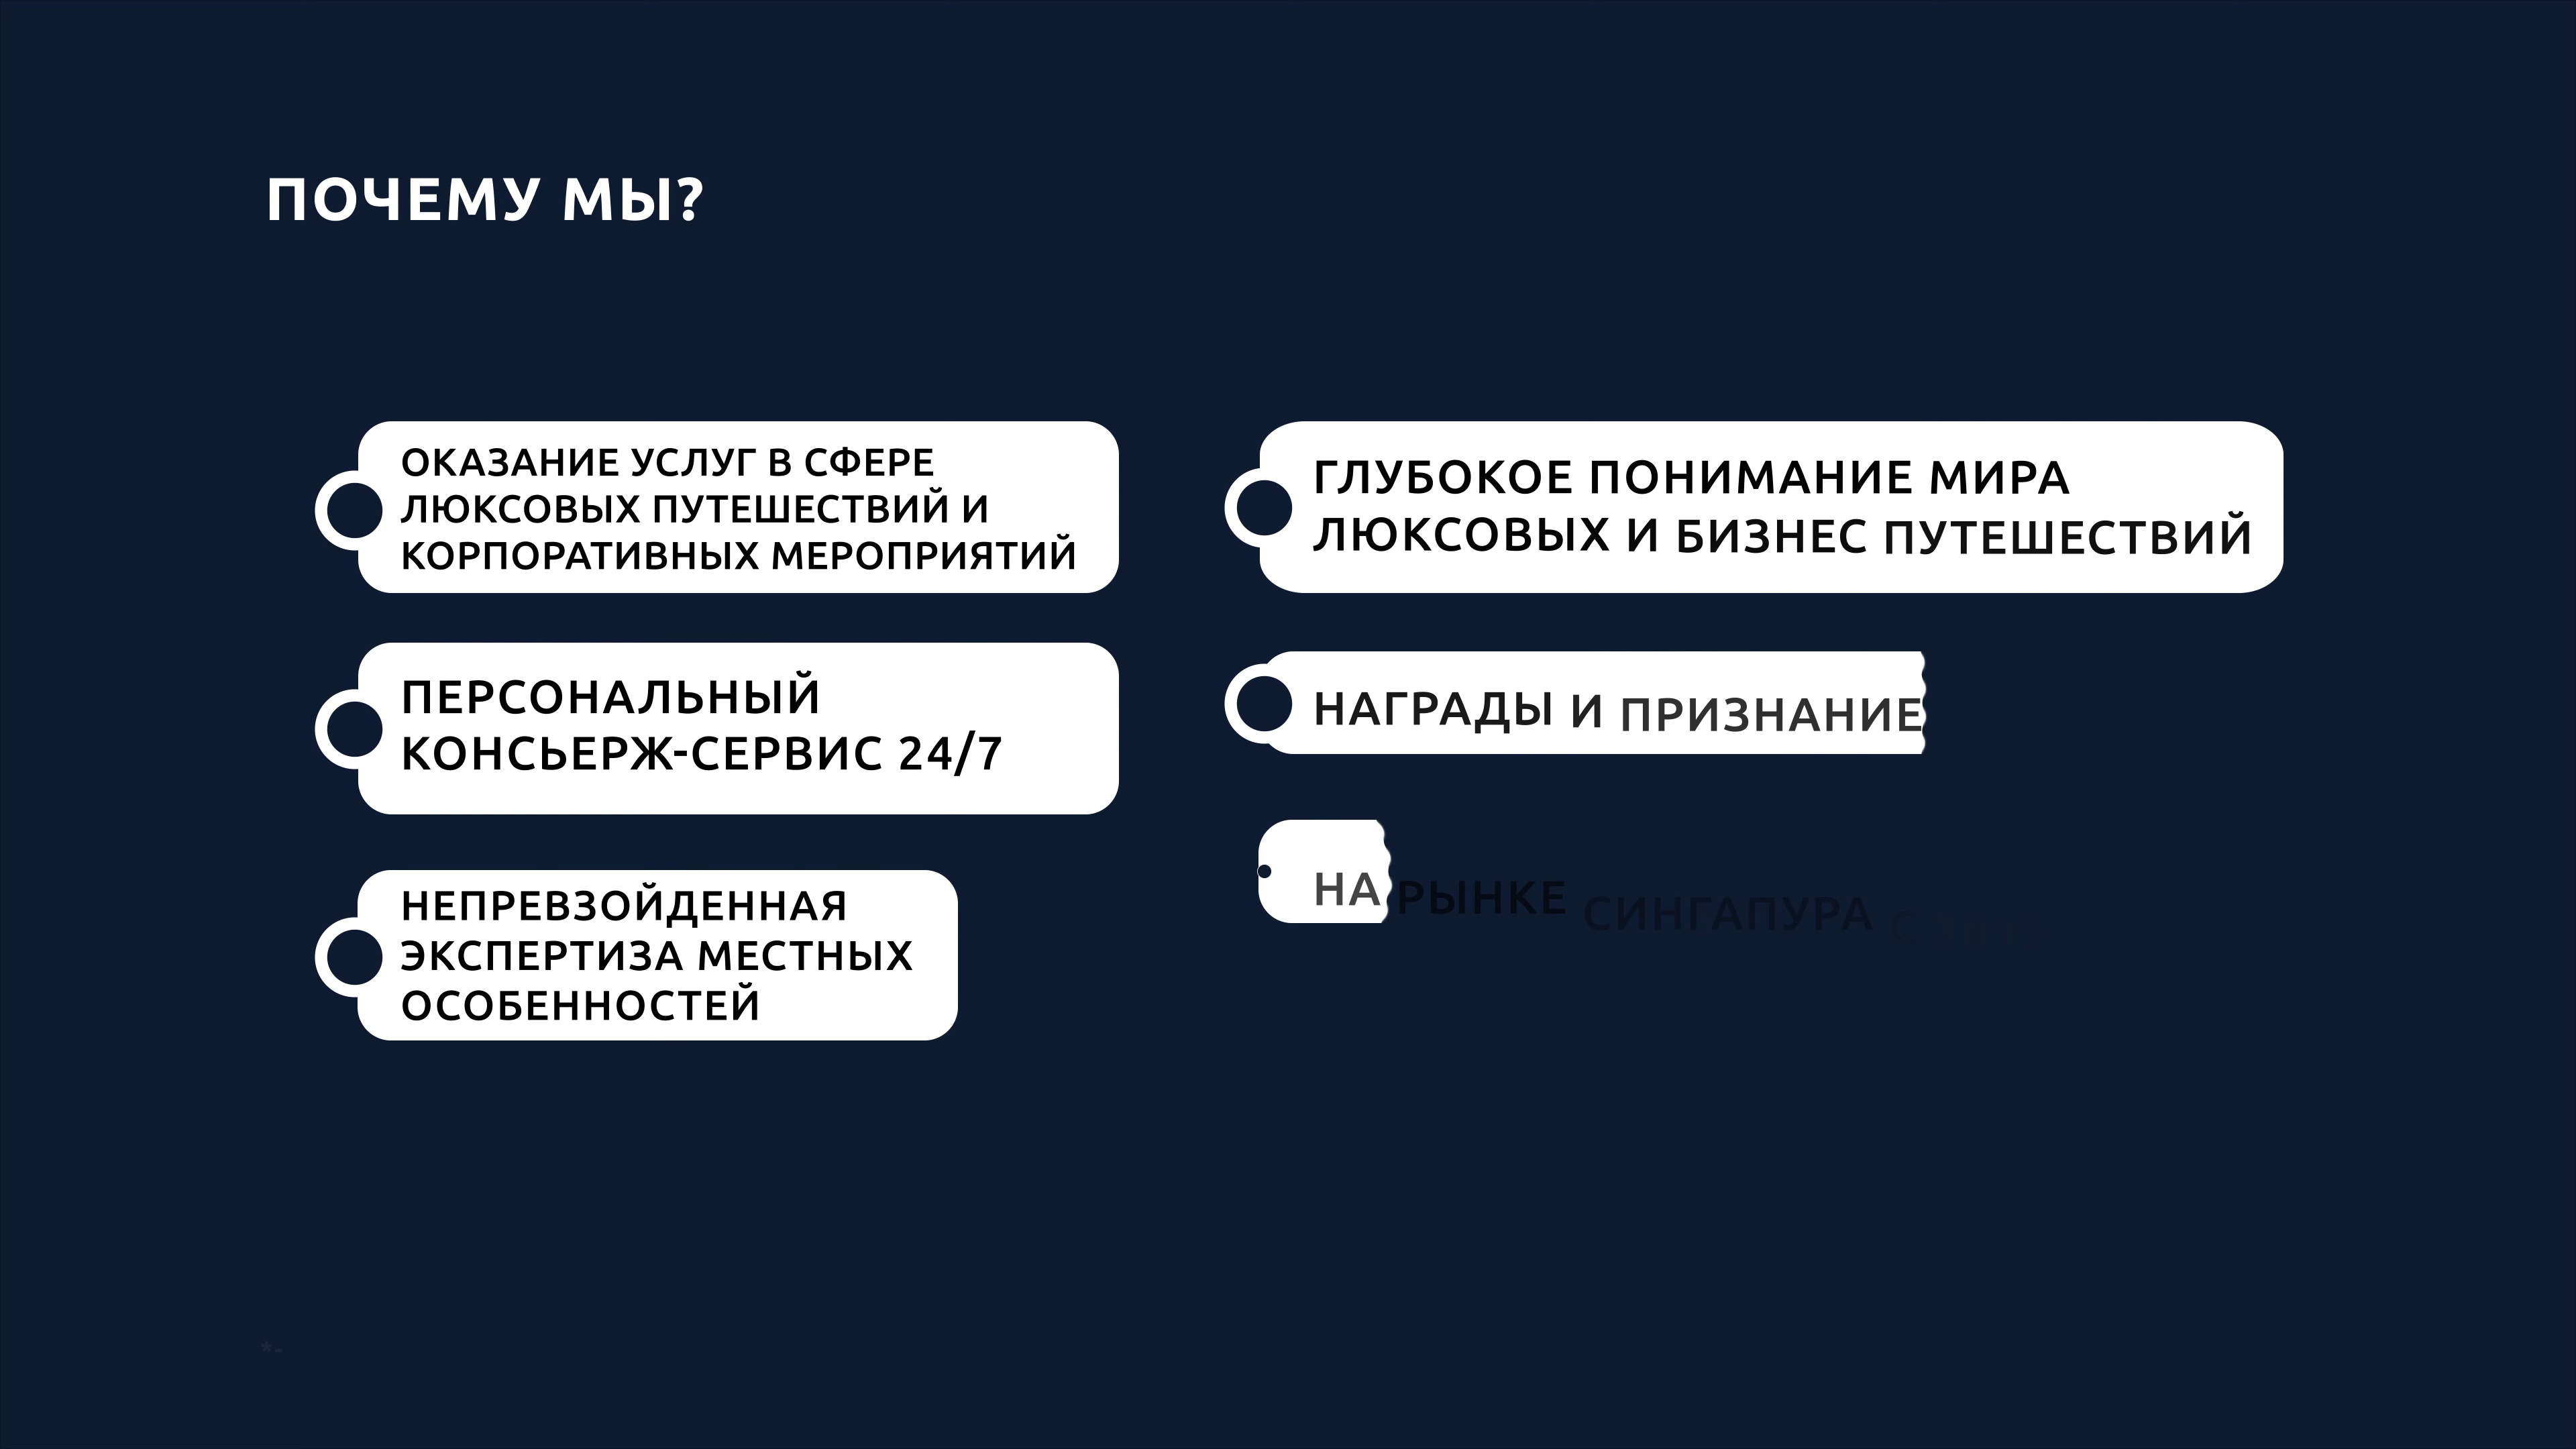 ПОЧЕМУ МЫ?
ОКАЗАНИЕ УСЛУГ В СФЕРЕ
ЛЮКСОВЫХ ПУТЕШЕСТВИЙ И
КОРПОРАТИВНЫХ МЕРОПРИЯТИЙ
ПЕРСОНАЛЬНЫЙ
КОНСЬЕРЖ-СЕРВИС 24/7
НЕПРЕВЗОЙДЕННАЯ
ЭКСПЕРТИЗА МЕСТНЫХ
ОСОБЕННОСТЕЙ
ГЛУБОКОЕ ПОНИМАНИЕ МИРА
ЛЮКСОВЫХ И БИЗНЕС ПУТЕШЕСТВИЙ
НАГРАДЫ И ПРИЗНАНИЕ
НА РЫНКЕ СИНГАПУРА С
*-